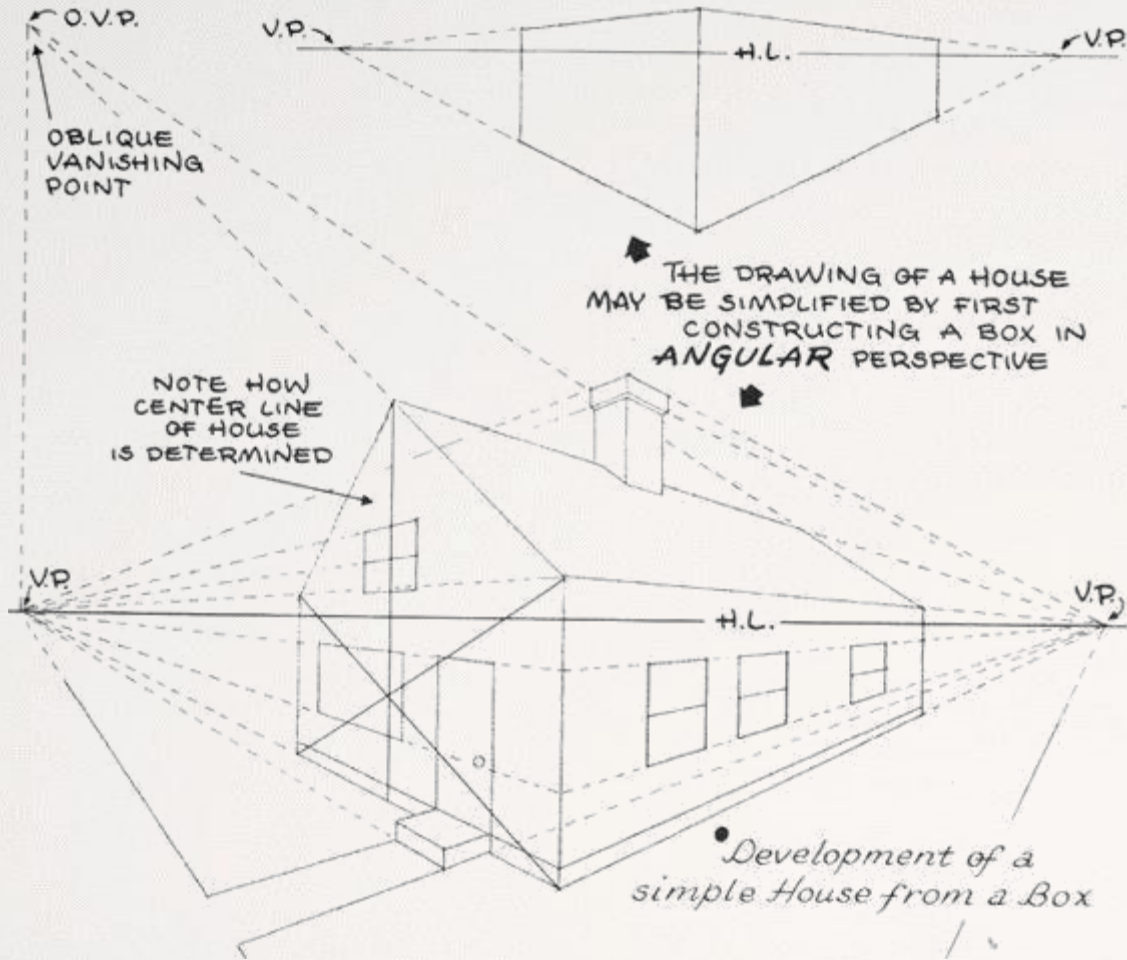 O.V.P.
V.P.
H.L.
V.P.
OBLIQUE
VANISHING
POINT
THE DRAWING OF A HOUSE
MAY BE SIMPLIFIED BY FIRST
CONSTRUCTING A BOX IN
ANGULAR PERSPECTIVE
NOTE HOW
CENTER LINE
OF HOUSE
IS DETERMINED
V.P.
H.L.
V.P.
Development of a
simple House from a Box